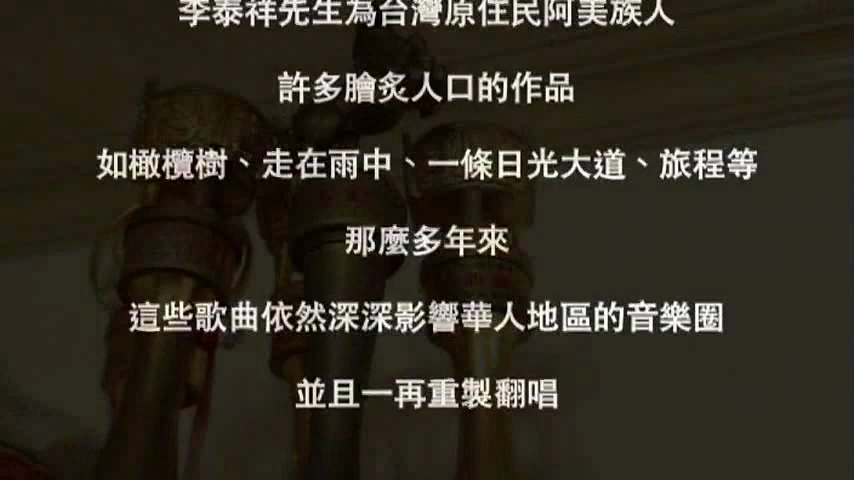 李泰祥先生為台灣原住民阿美族人
許多膾炙人口的作品
如橄欖樹、走在雨中、一條日光大道、旅程等
那麼多年來
這些歌曲依然深深影響華人地區的音樂圈
並且一再重製翻唱